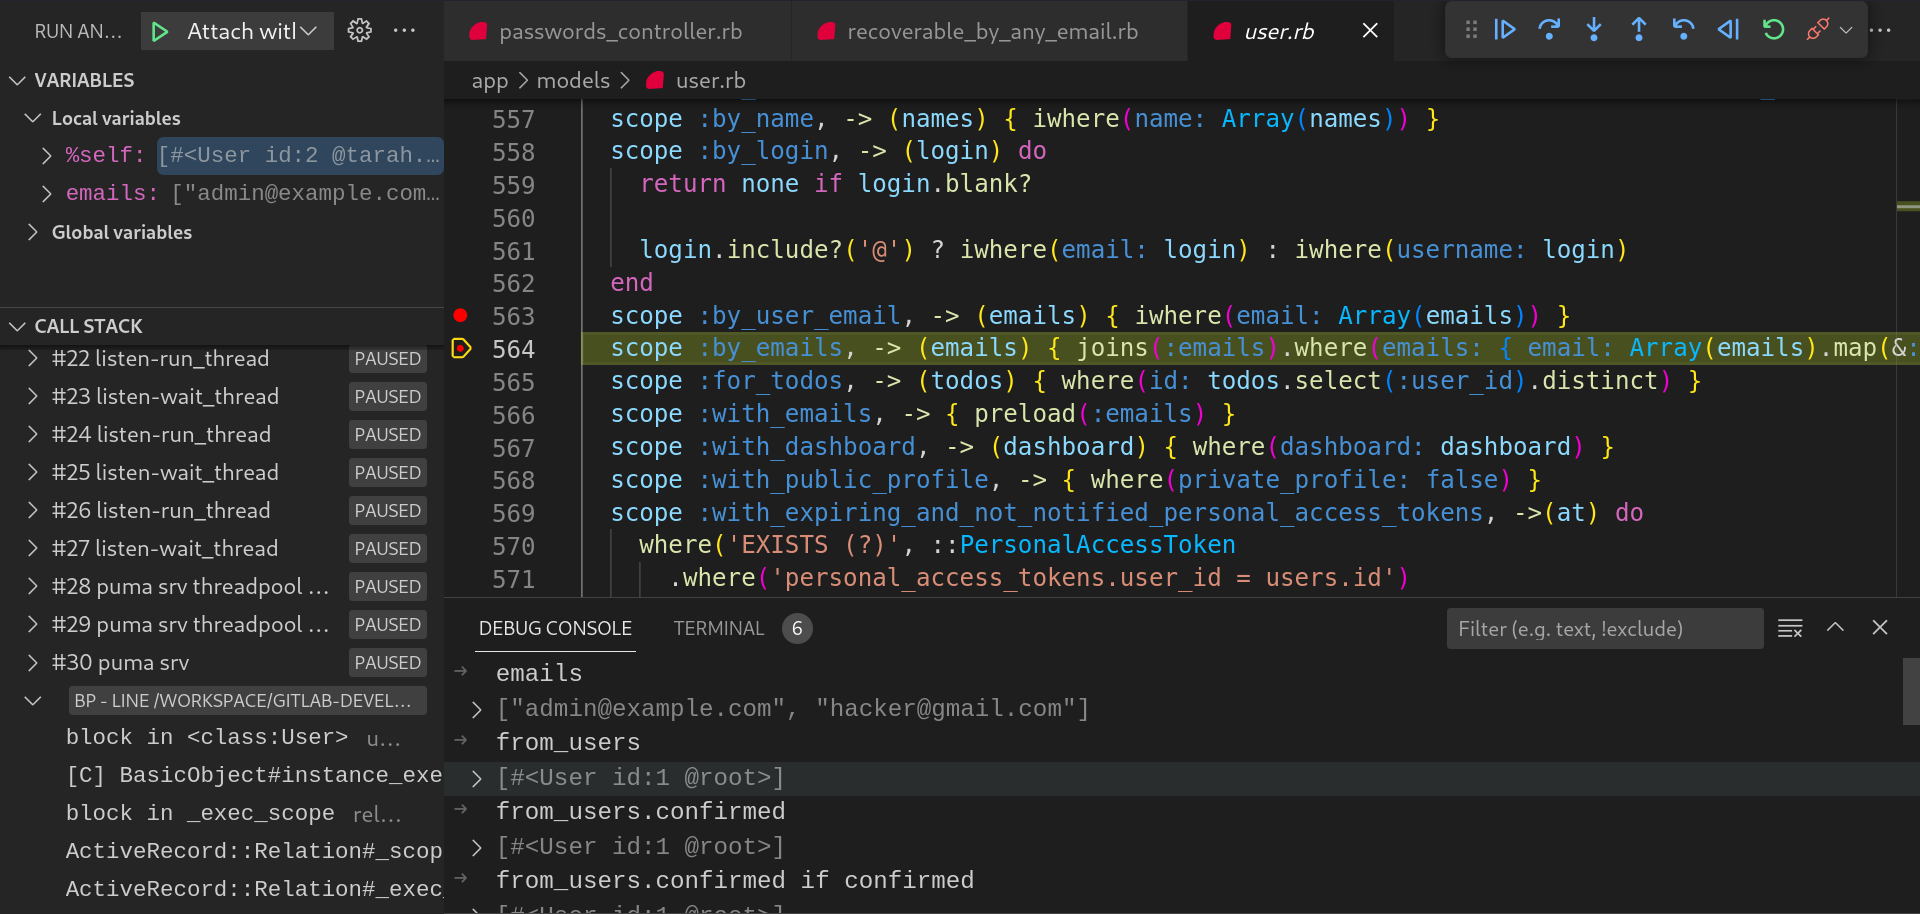 RUN AN...
Attach witl
VARIABLES
Local variables
%self: [#<User id:2 @tarah....
emails: ["admin@example.com...
Global variables
CALL STACK
#22 listen-run_thread PAUSED
#23 listen-wait_thread PAUSED
#24 listen-run_thread PAUSED
#25 listen-wait_thread PAUSED
#26 listen-run_thread PAUSED
#27 listen-wait_thread PAUSED
#28 puma srv threadpool ... PAUSED
#29 puma srv threadpool ... PAUSED
#30 puma srv PAUSED
BP - LINE /WORKSPACE/GITLAB-DEVEL...
block in <class:User> u...
[C] BasicObject#instance_exe
block in _exec_scope rel...
ActiveRecord::Relation#_scop
ActiveRecord::Relation#_exec_
passwords_controller.rb
recoverable_by_any_email.rb
user.rb
app > models > user.rb
557 scope :by_name, -> (names) { iwhere(name: Array(names)) }
558 scope :by_login, -> (login) do
559 return none if login.blank?
560
561 login.include?('@') ? iwhere(email: login) : iwhere(username: login)
562 end
563 scope :by_user_email, -> (emails) { iwhere(email: Array(emails)) }
564 scope :by_emails, -> (emails) { joins(:emails).where(emails: { email: Array(emails).map(&:
565 scope :for_todos, -> (todos) { where(id: todos.select(:user_id).distinct) }
566 scope :with_emails, -> { preload(:emails) }
567 scope :with_dashboard, -> (dashboard) { where(dashboard: dashboard) }
568 scope :with_public_profile, -> { where(private_profile: false) }
569 scope :with_expiring_and_not_notified_personal_access_tokens, ->(at) do
570 where('EXISTS (?)', ::PersonalAccessToken
571 .where('personal_access_tokens.user_id = users.id')
DEBUG CONSOLE
TERMINAL 6
Filter (e.g. text, !exclude)
emails
["admin@example.com", "hacker@gmail.com"]
from_users
[#<User id:1 @root>]
from_users.confirmed
[#<User id:1 @root>]
from_users.confirmed if confirmed
[#<User id:1 @root>]